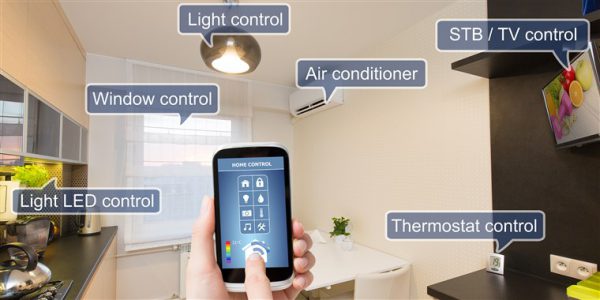 Light control
STB / TV control
Air conditioner
Window control
HOME CONTROL
Light LED control
Thermostat control